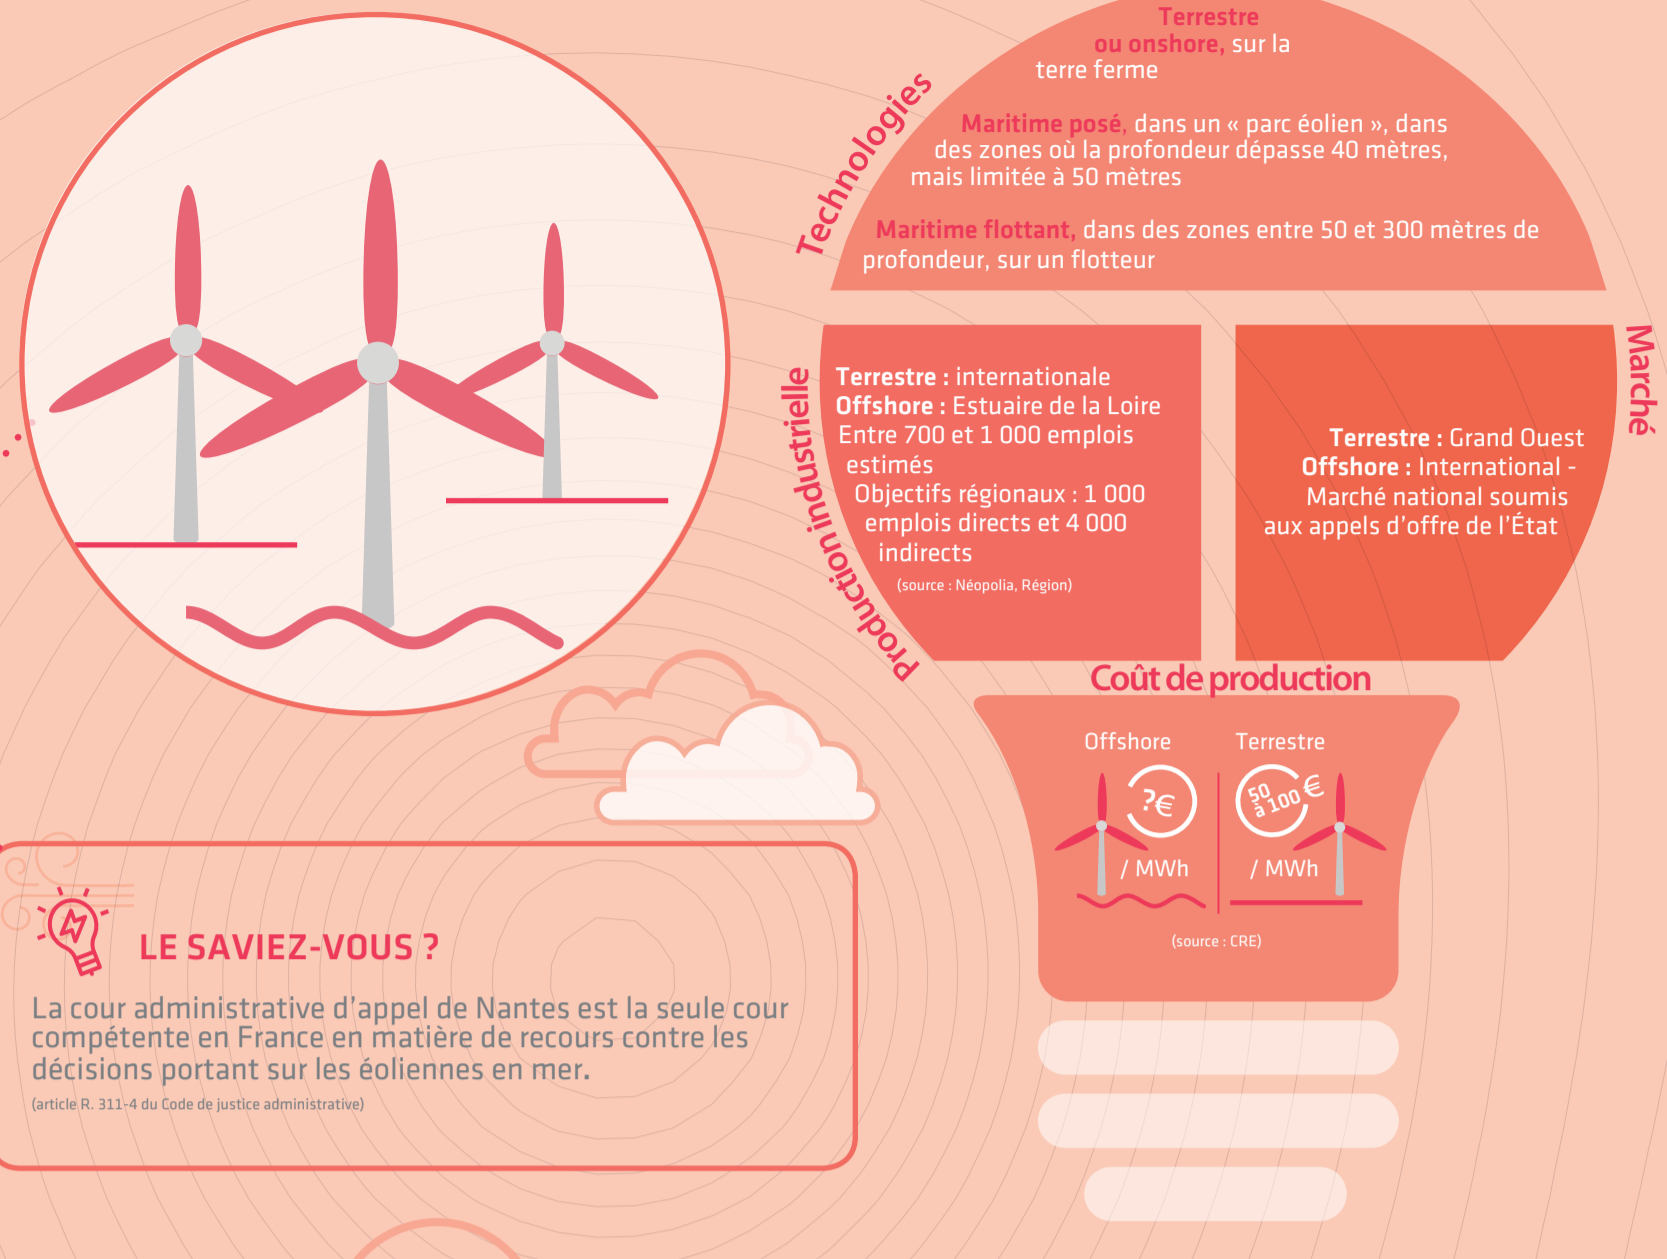 Technologies
Terrestre
ou onshore, sur la
terre ferme
Maritime posé, dans un « parc éolien », dans
des zones où la profondeur dépasse 40 mètres,
mais limitée à 50 mètres
Maritime flottant, dans des zones entre 50 et 300 mètres de
profondeur, sur un flotteur
Production industrielle
Terrestre : internationale
Offshore : Estuaire de la Loire
Entre 700 et 1 000 emplois
estimés
Objectifs régionaux : 1 000
emplois directs et 4 000
indirects
(source : Néopolia, Région)
Marché
Terrestre : Grand Ouest
Offshore : International -
Marché national soumis
aux appels d’offre de l’État
Coût de production
Offshore
?€
/ MWh
Terrestre
50
à 100 €
/ MWh
(source : CRE)
LE SAVIEZ-VOUS ?
La cour administrative d’appel de Nantes est la seule cour
compétente en France en matière de recours contre les
décisions portant sur les éoliennes en mer.
(article R. 311-4 du Code de justice administrative)